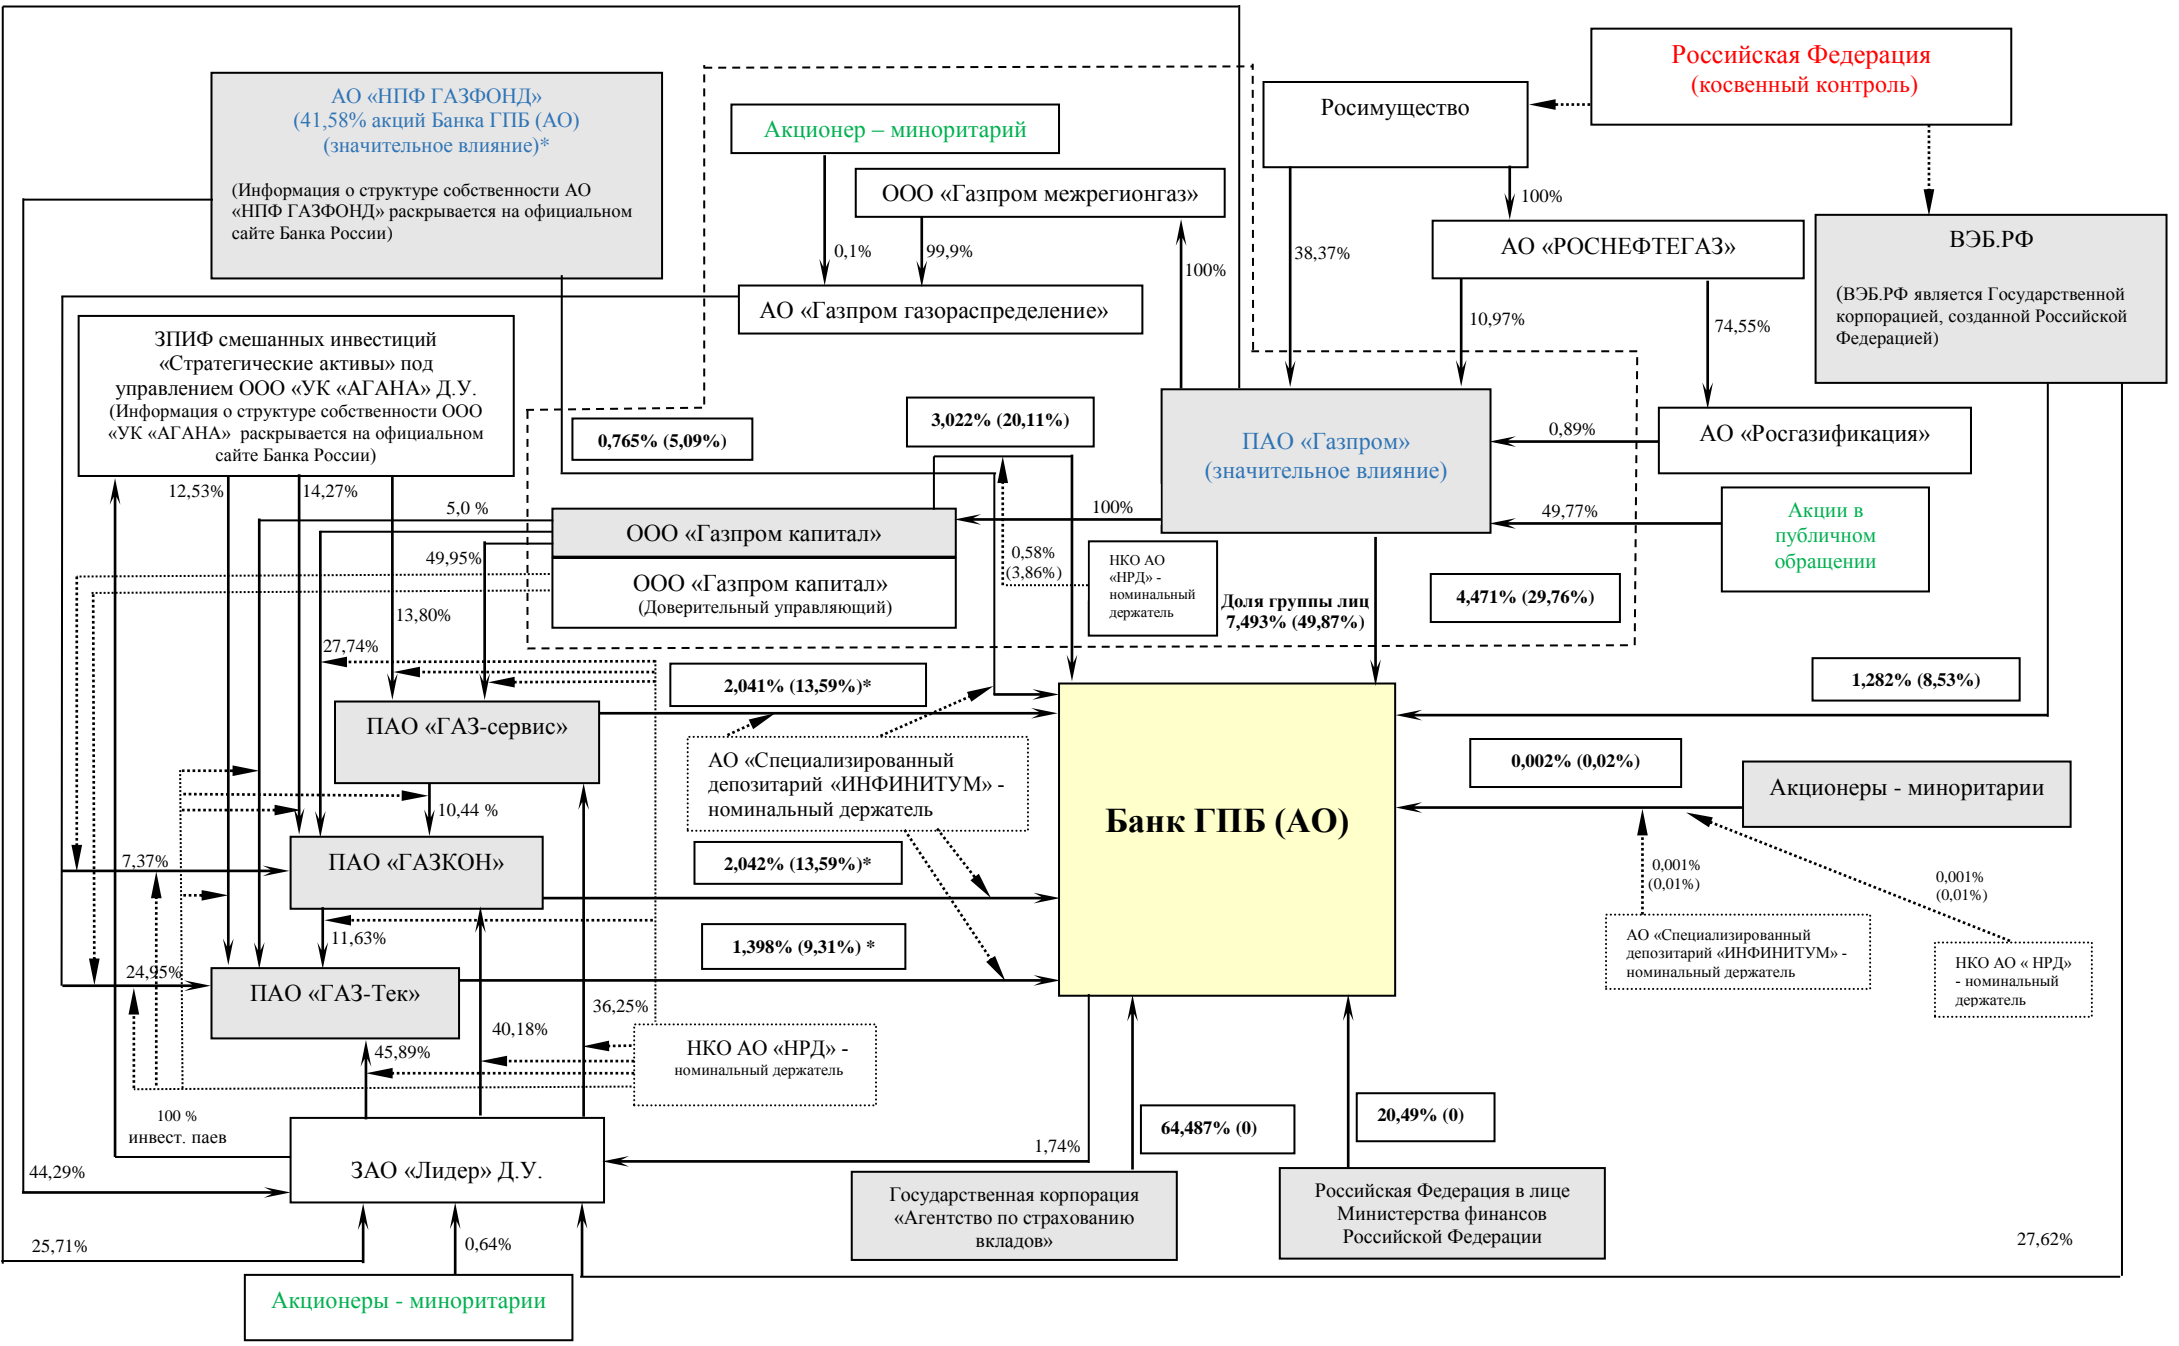 Российская Федерация
(косвенный контроль)
АО «НПФ ГАЗФОНД»
(41,58% акций Банка ГПБ (АО)
(значительное влияние)*
(Информация о структуре собственности АО
«НПФ ГАЗФОНД» раскрывается на официальном
сайте Банка России)
Акционер – миноритарий
Росимущество
ООО «Газпром межрегионгаз»
100%
0,1%
99,9%
100%
38,37%
АО «РОСНЕФТЕГАЗ»
ВЭБ.РФ
(ВЭБ.РФ является Государственной
корпорацией, созданной Российской
Федерацией)
АО «Газпром газораспределение»
10,97%
74,55%
ЗПИФ смешанных инвестиций
«Стратегические активы» под
управлением ООО «УК «АГАНА» Д.У.
(Информация о структуре собственности ООО
«УК «АГАНА» раскрывается на официальном
сайте Банка России)
0,765% (5,09%)
3,022% (20,11%)
ПАО «Газпром»
(значительное влияние)
0,89%
АО «Росгазификация»
12,53%
14,27%
5,0 %
100%
49,77%
Акции в
публичном
обращении
ООО «Газпром капитал»
49,95%
ООО «Газпром капитал»
(Доверительный управляющий)
0,58%
(3,86%)
НКО АО
«НРД» -
номинальный
держатель
Доля группы лиц
7,493% (49,87%)
4,471% (29,76%)
13,80%
27,74%
2,041% (13,59%)*
1,282% (8,53%)
ПАО «ГАЗ-сервис»
АО «Специализированный
депозитарий «ИНФИНИТУМ» -
номинальный держатель
0,002% (0,02%)
Акционеры - миноритарии
10,44 %
Банк ГПБ (АО)
ПАО «ГАЗКОН»
7,37%
2,042% (13,59%)*
0,001%
(0,01%)
0,001%
(0,01%)
11,63%
1,398% (9,31%) *
АО «Специализированный
депозитарий «ИНФИНИТУМ» -
номинальный держатель
НКО АО « НРД»
- номинальный
держатель
24,95%
ПАО «ГАЗ-Тек»
36,25%
40,18%
45,89%
НКО АО «НРД» -
номинальный держатель
100 %
инвест. паев
64,487% (0)
20,49% (0)
1,74%
44,29%
ЗАО «Лидер» Д.У.
Государственная корпорация
«Агентство по страхованию
вкладов»
Российская Федерация в лице
Министерства финансов
Российской Федерации
25,71%
0,64%
27,62%
Акционеры - миноритарии